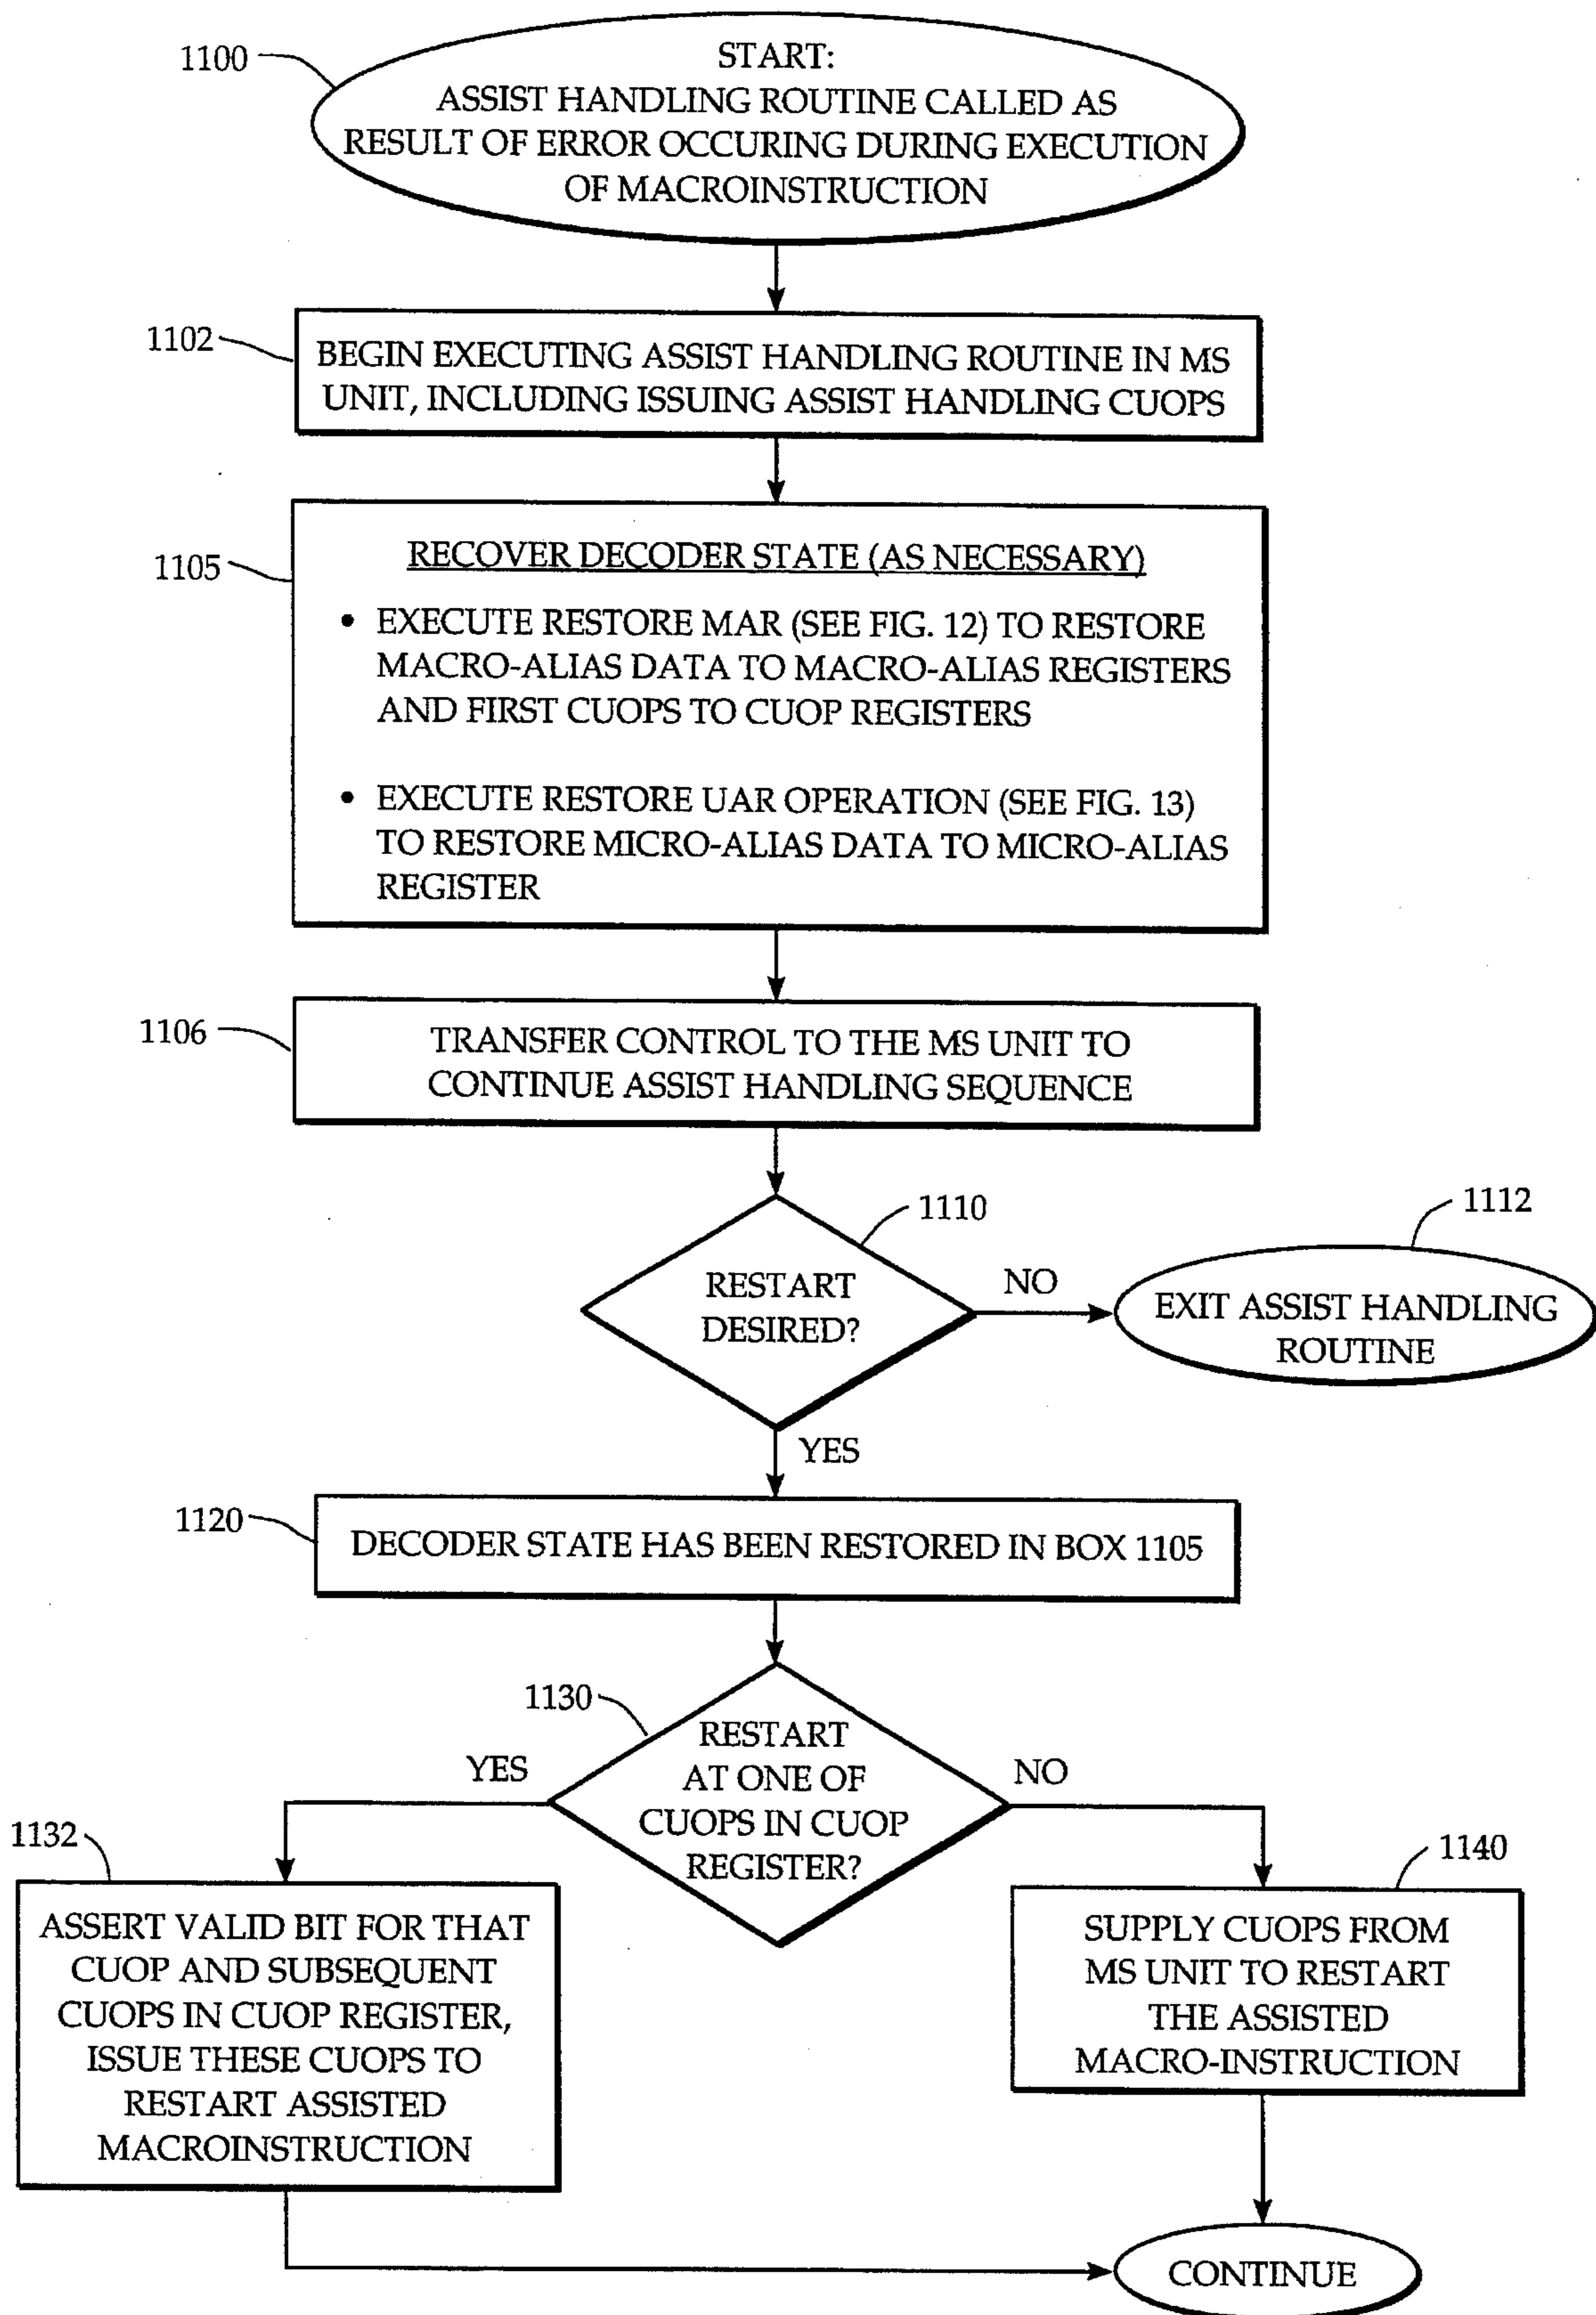 1100
START:
ASSIST HANDLING ROUTINE CALLED AS
RESULT OF ERROR OCCURING DURING EXECUTION
OF MACROINSTRUCTION
1102
BEGIN EXECUTING ASSIST HANDLING ROUTINE IN MS
UNIT, INCLUDING ISSUING ASSIST HANDLING CUOPS
1105
RECOVER DECODER STATE (AS NECESSARY)
• EXECUTE RESTORE MAR (SEE FIG. 12) TO RESTORE
MACRO-ALIAS DATA TO MACRO-ALIAS REGISTERS
AND FIRST CUOPS TO CUOP REGISTERS
• EXECUTE RESTORE UAR OPERATION (SEE FIG. 13)
TO RESTORE MICRO-ALIAS DATA TO MICRO-ALIAS
REGISTER
1106
TRANSFER CONTROL TO THE MS UNIT TO
CONTINUE ASSIST HANDLING SEQUENCE
1110
RESTART
DESIRED?
NO
1112
EXIT ASSIST HANDLING
ROUTINE
YES
1120
DECODER STATE HAS BEEN RESTORED IN BOX 1105
1130
RESTART
AT ONE OF
CUOPS IN CUOP
REGISTER?
YES
NO
1132
ASSERT VALID BIT FOR THAT
CUOP AND SUBSEQUENT
CUOPS IN CUOP REGISTER,
ISSUE THESE CUOPS TO
RESTART ASSISTED
MACROINSTRUCTION
1140
SUPPLY CUOPS FROM
MS UNIT TO RESTART
THE ASSISTED
MACRO-INSTRUCTION
CONTINUE